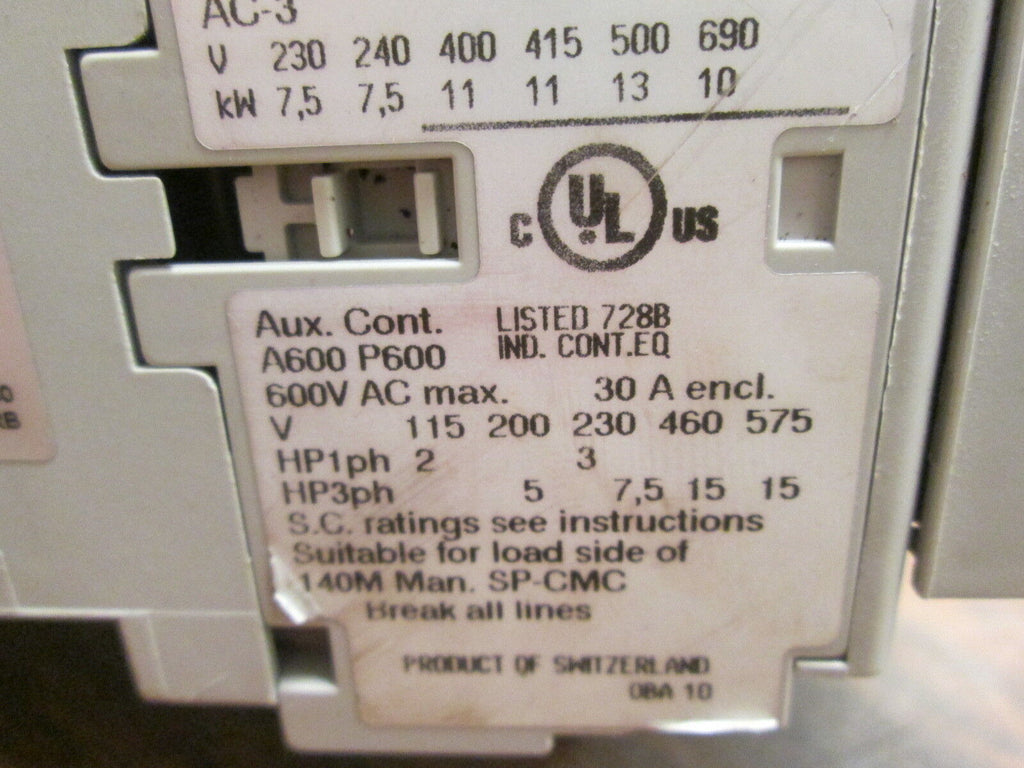 AC-3
V 230 240 400 415 500 690
kW 7,5 7,5 11 11 13 10
C UL US
Aux. Cont. LISTED 728B
A600 P600 IND. CONT.EQ
600V AC max. 30 A encl.
V 115 200 230 460 575
HP1ph 2 3
HP3ph 5 7,5 15 15
S.C. ratings see instructions
Suitable for load side of
140M Man. SP-CMC
Break all lines
PRODUCT OF SWITZERLAND
0BA 10